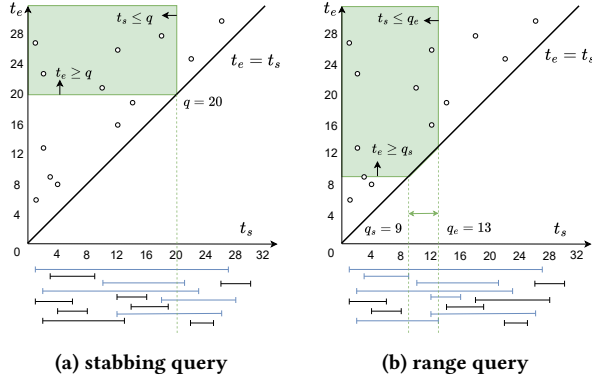 t_e
t_s ≤ q
28
24
t_e ≥ q
t_e = t_s
20
q = 20
16
12
8
4
t_s
0
4 8 12 16 20 24 28 32
(a) stabbing query
t_e
t_s ≤ q_e
28
24
t_e = t_s
20
16
12
t_e ≥ q_s
8
4
q_s = 9
q_e = 13
t_s
0
4 8 12 16 20 24 28 32
(b) range query